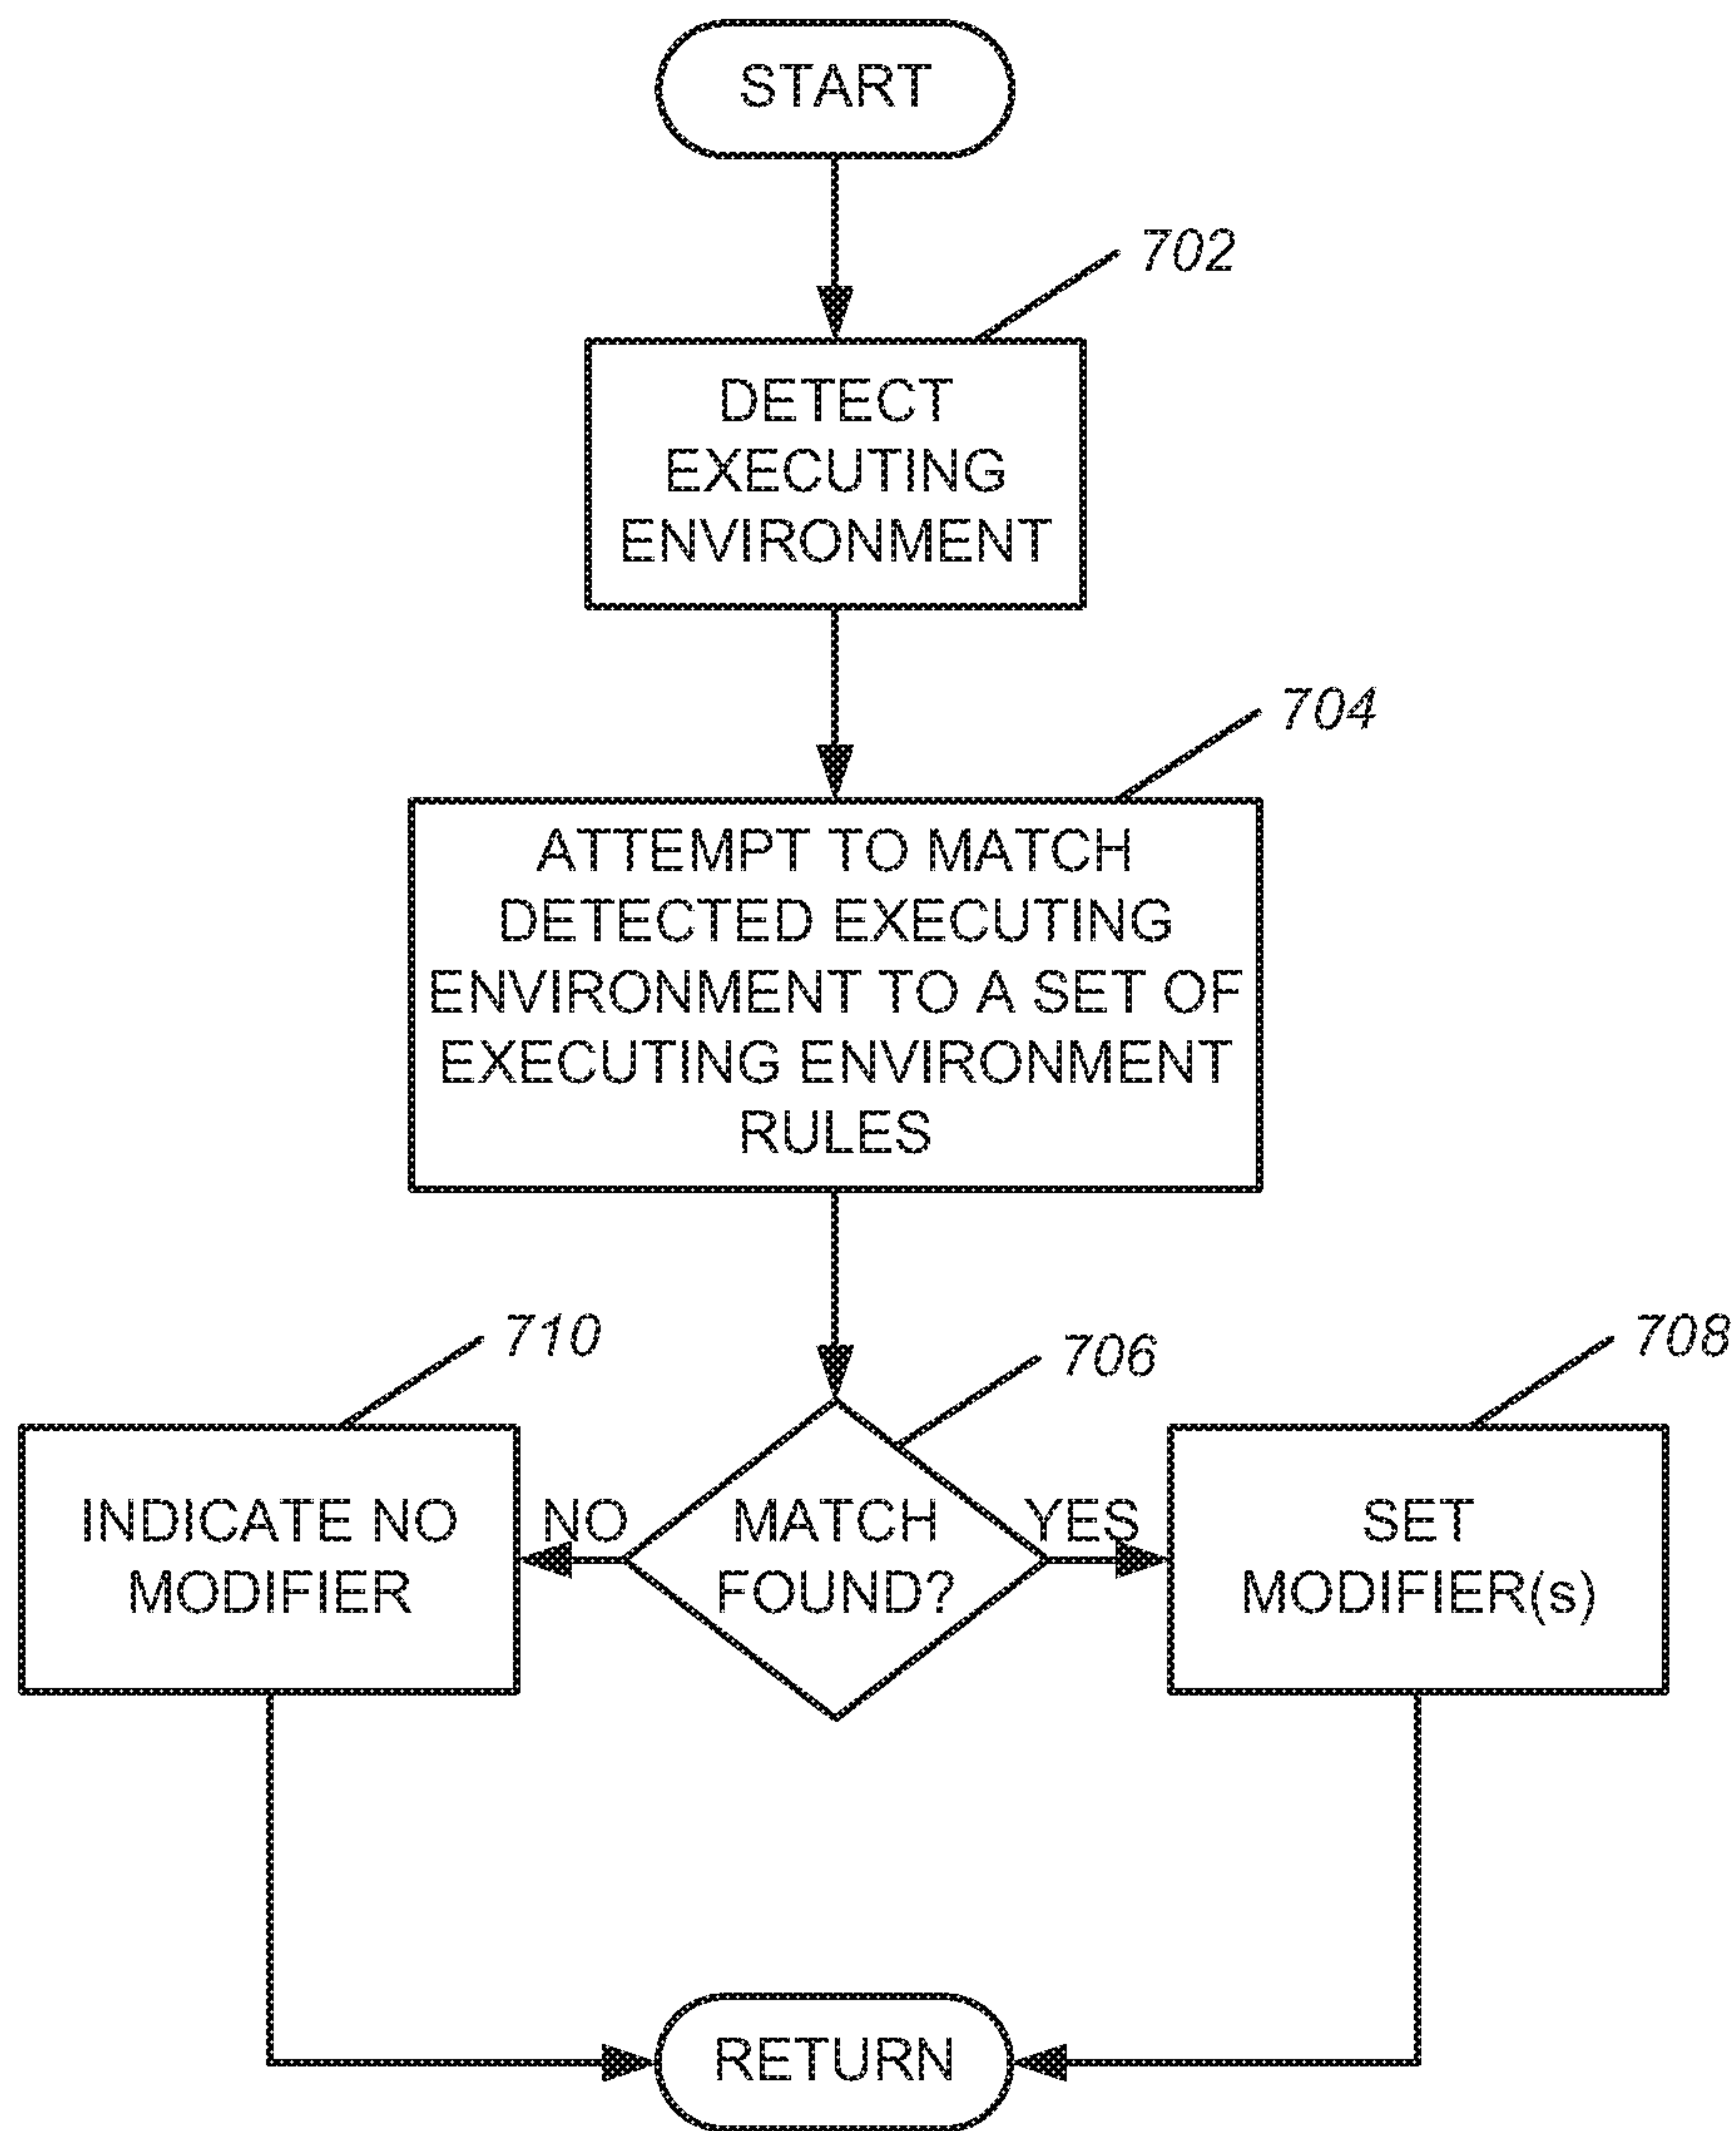 START
702
DETECT
EXECUTING
ENVIRONMENT
704
ATTEMPT TO MATCH
DETECTED EXECUTING
ENVIRONMENT TO A SET OF
EXECUTING ENVIRONMENT
RULES
710
706
708
INDICATE NO
MODIFIER
NO
MATCH
FOUND?
YES
SET
MODIFIER(s)
RETURN